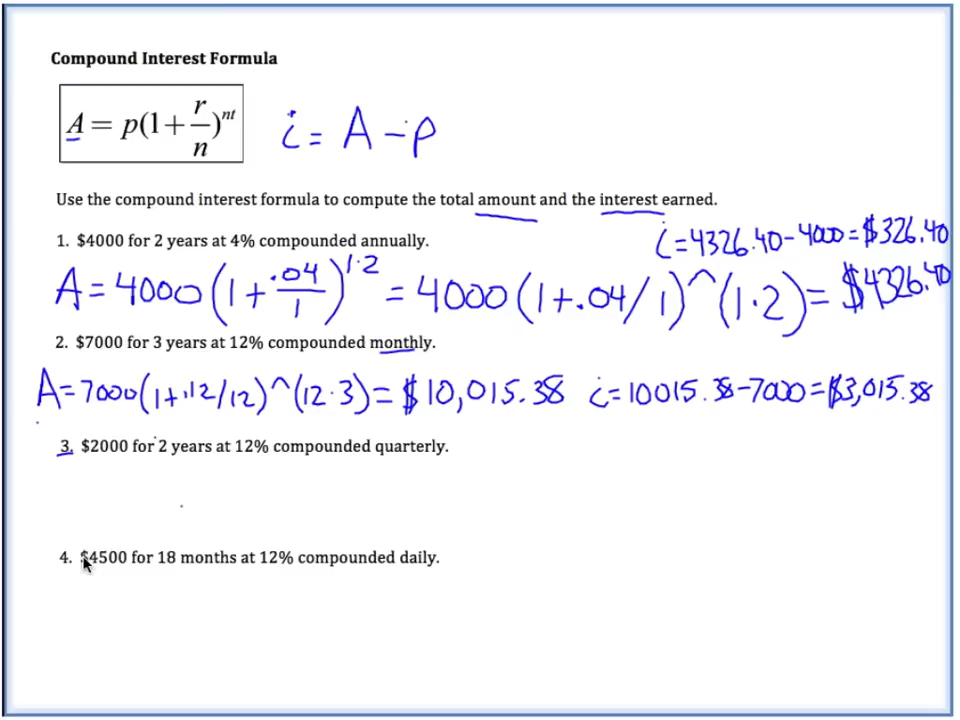 Compound Interest Formula
A = p(1 + r/n)^nt
i = A - p
Use the compound interest formula to compute the total amount and the interest earned.
1. $4000 for 2 years at 4% compounded annually.
i = 4326.40 - 4000 = $326.40
A = 4000 (1 + .04/1)^1·2 = 4000 (1 + .04 / 1)^(1·2) = $4326.40
2. $7000 for 3 years at 12% compounded monthly.
A = 7000 (1 + .12/12)^(12·3) = $10,015.38 i = 10015.38 - 7000 = $3,015.38
3. $2000 for 2 years at 12% compounded quarterly.
4. $4500 for 18 months at 12% compounded daily.